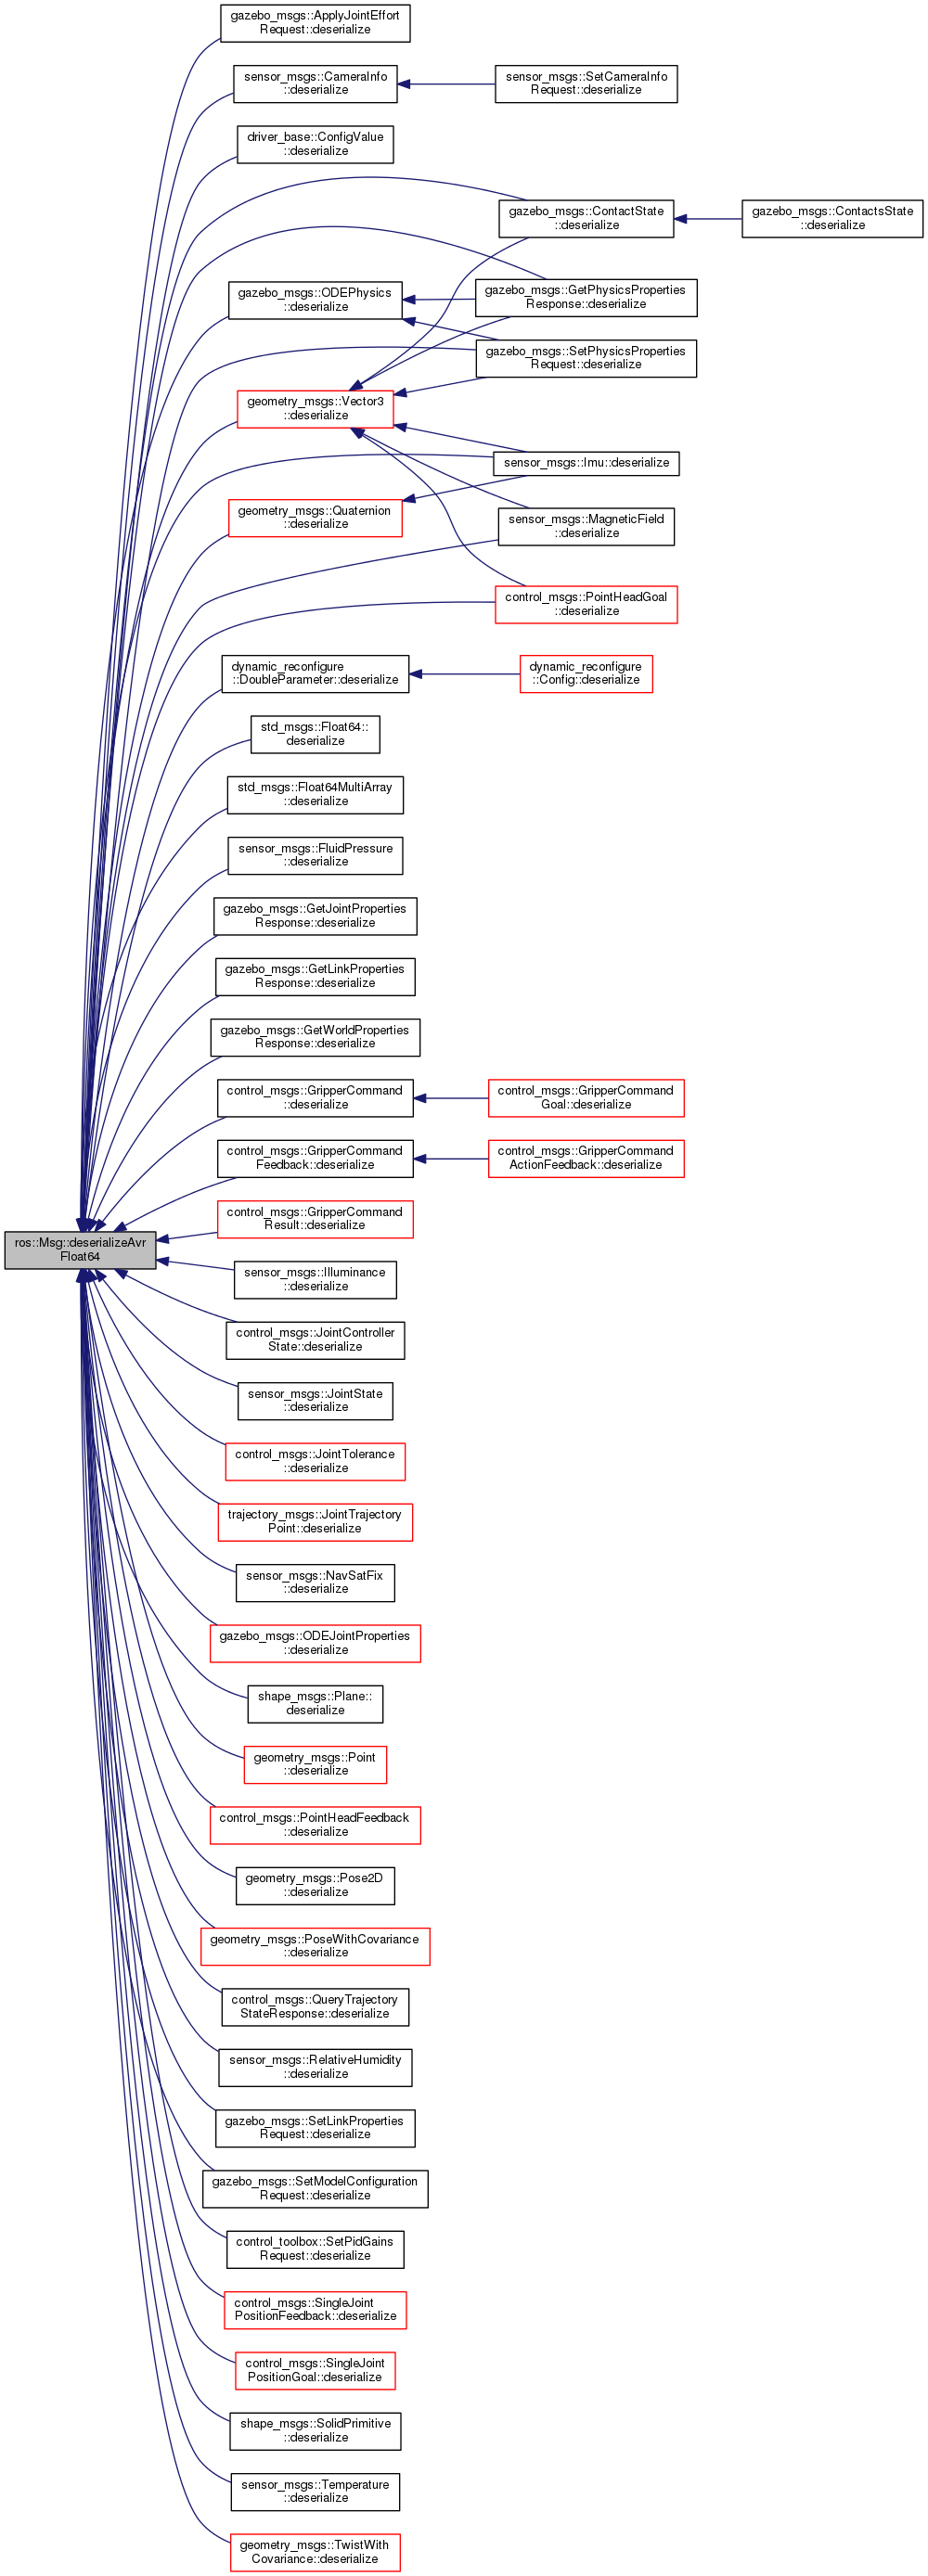 gazebo_msgs::ApplyJointEffort
Request::deserialize
sensor_msgs::CameraInfo
::deserialize
sensor_msgs::SetCameraInfo
Request::deserialize
driver_base::ConfigValue
::deserialize
gazebo_msgs::ContactState
::deserialize
gazebo_msgs::ContactsState
::deserialize
gazebo_msgs::ODEPhysics
::deserialize
gazebo_msgs::GetPhysicsProperties
Response::deserialize
gazebo_msgs::SetPhysicsProperties
Request::deserialize
geometry_msgs::Vector3
::deserialize
sensor_msgs::Imu::deserialize
geometry_msgs::Quaternion
::deserialize
sensor_msgs::MagneticField
::deserialize
control_msgs::PointHeadGoal
::deserialize
dynamic_reconfigure
::DoubleParameter::deserialize
dynamic_reconfigure
::Config::deserialize
std_msgs::Float64::
deserialize
std_msgs::Float64MultiArray
::deserialize
sensor_msgs::FluidPressure
::deserialize
gazebo_msgs::GetJointProperties
Response::deserialize
gazebo_msgs::GetLinkProperties
Response::deserialize
gazebo_msgs::GetWorldProperties
Response::deserialize
control_msgs::GripperCommand
::deserialize
control_msgs::GripperCommand
Goal::deserialize
control_msgs::GripperCommand
Feedback::deserialize
control_msgs::GripperCommand
ActionFeedback::deserialize
control_msgs::GripperCommand
Result::deserialize
ros::Msg::deserializeAvr
Float64
sensor_msgs::Illuminance
::deserialize
control_msgs::JointController
State::deserialize
sensor_msgs::JointState
::deserialize
control_msgs::JointTolerance
::deserialize
trajectory_msgs::JointTrajectory
Point::deserialize
sensor_msgs::NavSatFix
::deserialize
gazebo_msgs::ODEJointProperties
::deserialize
shape_msgs::Plane::
deserialize
geometry_msgs::Point
::deserialize
control_msgs::PointHeadFeedback
::deserialize
geometry_msgs::Pose2D
::deserialize
geometry_msgs::PoseWithCovariance
::deserialize
control_msgs::QueryTrajectory
StateResponse::deserialize
sensor_msgs::RelativeHumidity
::deserialize
gazebo_msgs::SetLinkProperties
Request::deserialize
gazebo_msgs::SetModelConfiguration
Request::deserialize
control_toolbox::SetPidGains
Request::deserialize
control_msgs::SingleJoint
PositionFeedback::deserialize
control_msgs::SingleJoint
PositionGoal::deserialize
shape_msgs::SolidPrimitive
::deserialize
sensor_msgs::Temperature
::deserialize
geometry_msgs::TwistWith
Covariance::deserialize